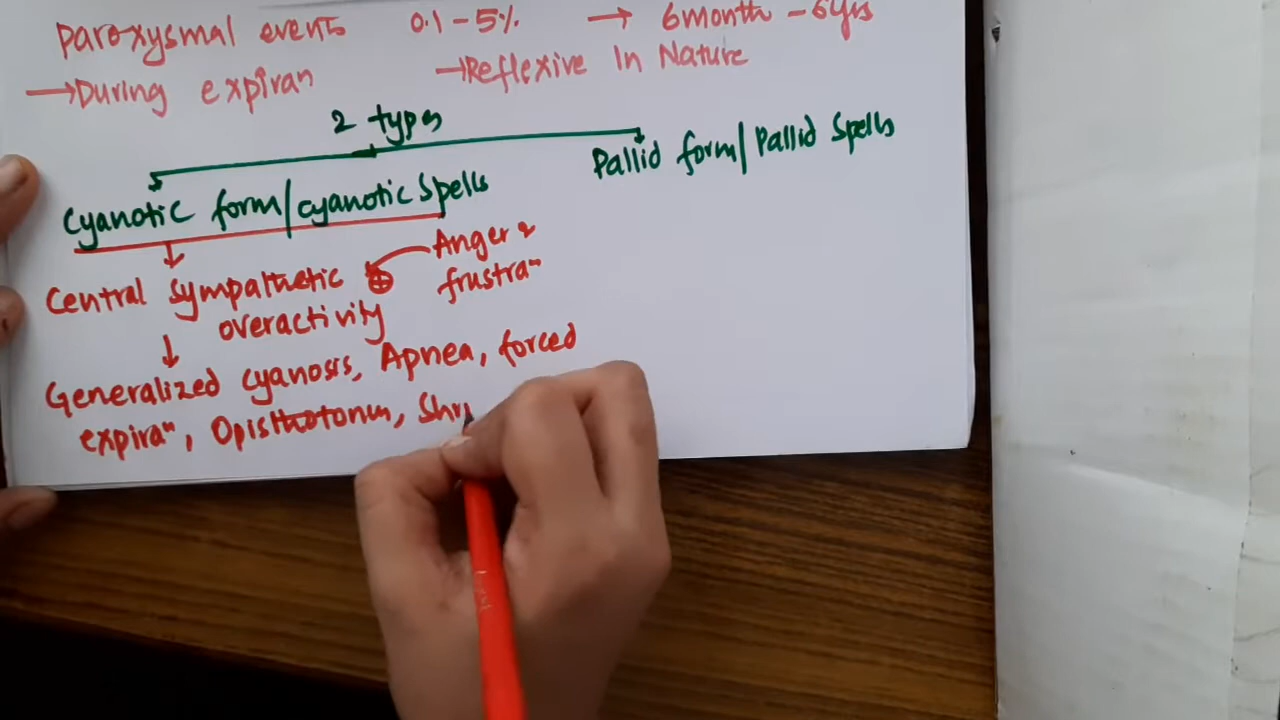 Paroxysmal events 0.1-5% → 6month - 6yrs
→During expiraⁿ →Reflexive In Nature
2 types
Cyanotic form/cyanotic Spells
Pallid form/Pallid Spells
Central sympathetic overactivity
⊕
Anger & frustraⁿ
↓
Generalized cyanosis, Apnea, forced
expiraⁿ, Opisthotonus,